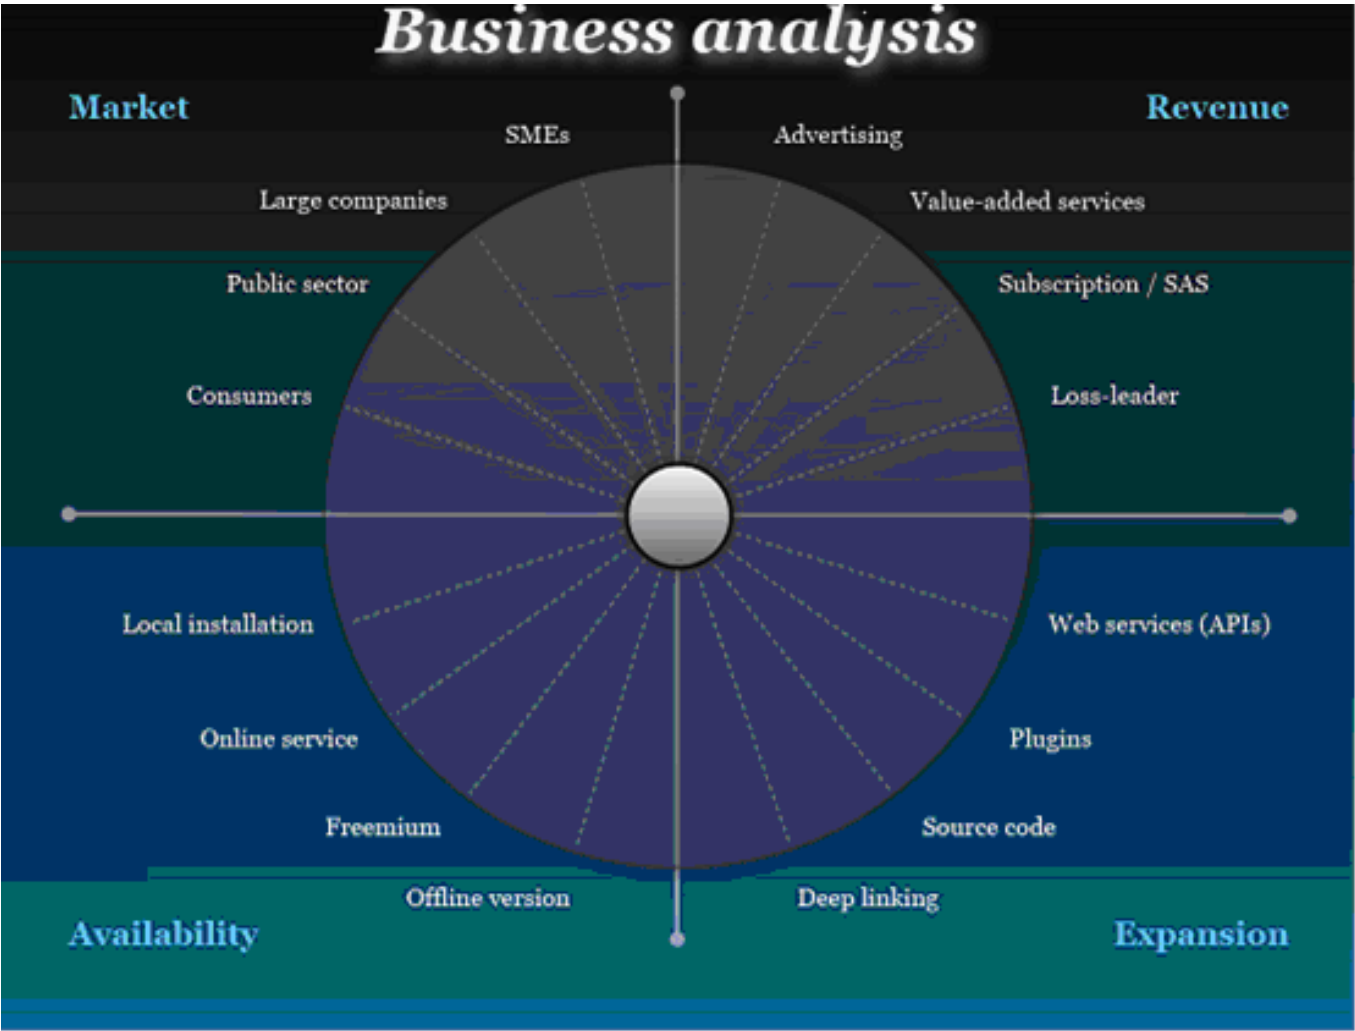 Business analysis
Market
Revenue
SMEs
Advertising
Large companies
Value-added services
Public sector
Subscription / SAS
Consumers
Loss-leader
Local installation
Web services (APIs)
Online service
Plugins
Freemium
Source code
Offline version
Deep linking
Availability
Expansion